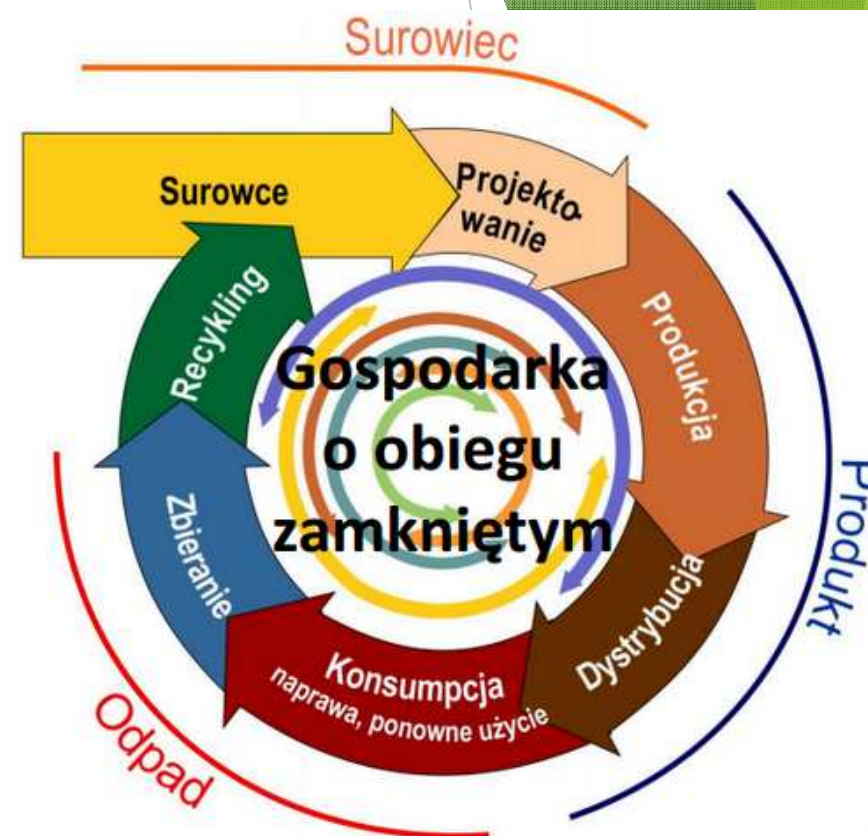 Surowiec
Surowce
Projekto-
wanie
Produkcja
Produkt
Dystrybucja
Konsumpcja
naprawa, ponowne użycie
Odpad
Zbieranie
Recykling
Gospodarka
o obiegu
zamkniętym